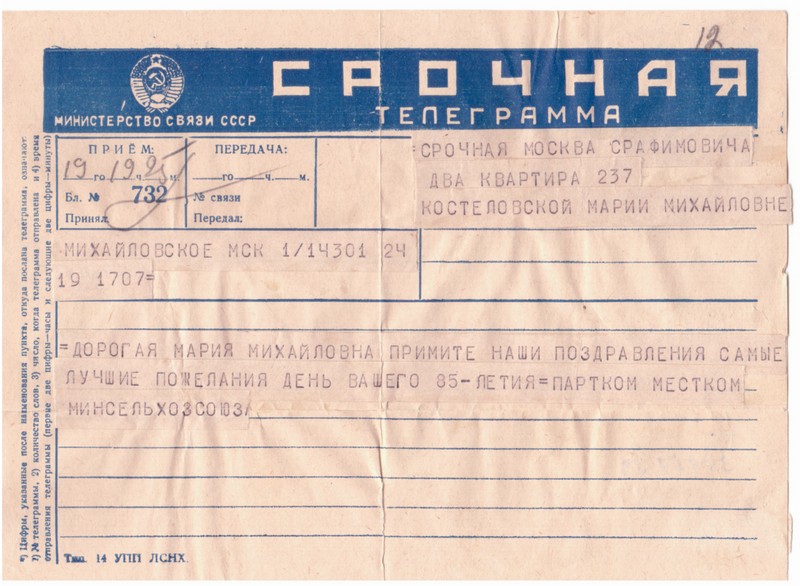 12
СРОЧНАЯ
ТЕЛЕГРАММА
МИНИСТЕРСТВО СВЯЗИ СССР
ПРИЁМ:
19 го 19 ч. 25 м.
Бл. № 732
Принял:
ПЕРЕДАЧА:
го ч. м.
№ связи
Передал:
СРОЧНАЯ МОСКВА СРАФИМОВИЧА
ДВА КВАРТИРА 237
КОСТЕЛОВСКОЙ МАРИИ МИХАЙЛОВНЕ
МИХАЙЛОВСКОЕ МСК 1/14301 24
19 1707=
=ДОРОГАЯ МАРИЯ МИХАЙЛОВНА ПРИМИТЕ НАШИ ПОЗДРАВЛЕНИЯ САМЫЕ
ЛУЧШИЕ ПОЖЕЛАНИЯ ДЕНЬ ВАШЕГО 85-ЛЕТИЯ=ПАРТКОМ МЕСТКОМ
МИНСЕЛЬХОЗСОЮЗА
*) Цифры, указанные после наименования пункта, откуда послана телеграмма, означают:
1) № телеграммы, 2) количество слов, 3) число, когда телеграмма отправлена и 4) время
отправления телеграммы (первые две цифры—часы и следующие две цифры—минуты)
Тип. 14 УПП ЛСНХ.